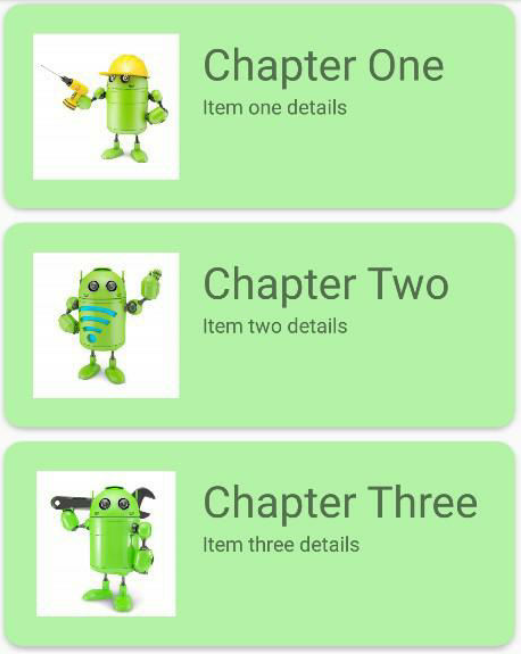 Chapter One
Item one details
Chapter Two
Item two details
Chapter Three
Item three details